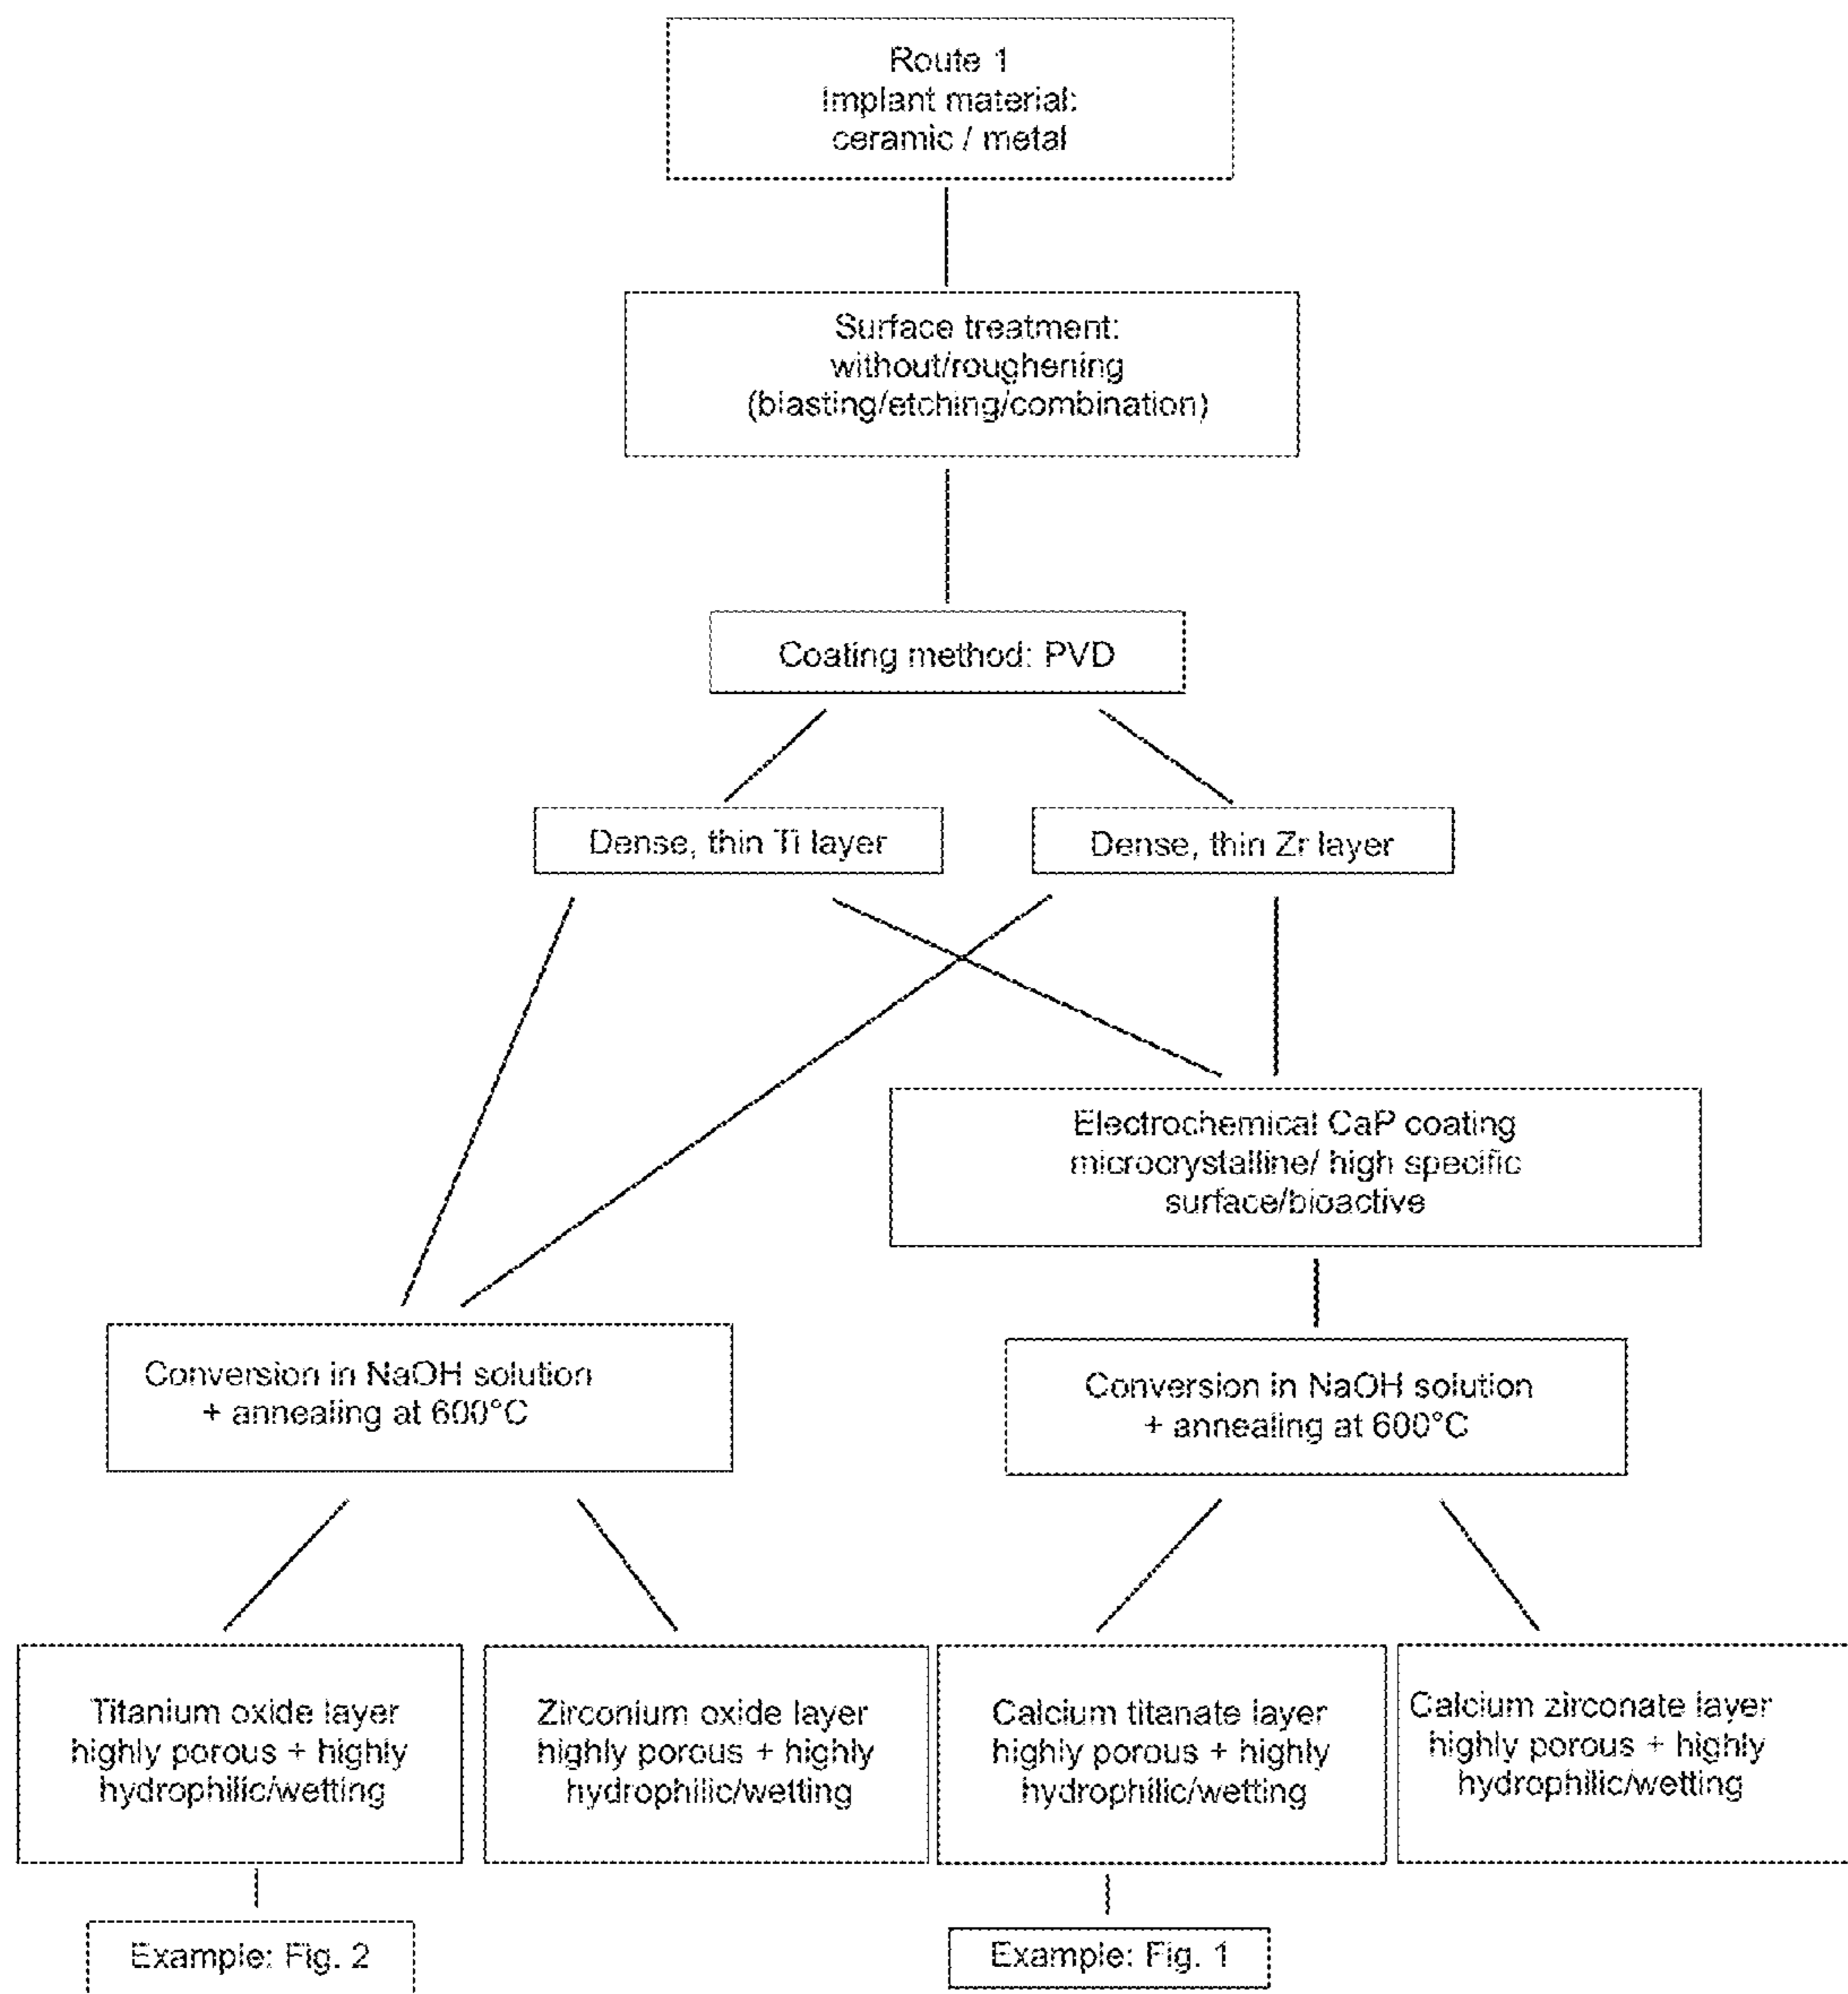 Route 1
Implant material:
ceramic / metal
Surface treatment:
without/roughening
(blasting/etching/combination)
Coating method: PVD
Dense, thin Ti layer
Dense, thin Zr layer
Electrochemical CaP coating
microcrystalline/ high specific
surface/bioactive
Conversion in NaOH solution
+ annealing at 600°C
Conversion in NaOH solution
+ annealing at 600°C
Titanium oxide layer
highly porous + highly
hydrophilic/wetting
Zirconium oxide layer
highly porous + highly
hydrophilic/wetting
Calcium titanate layer
highly porous + highly
hydrophilic/wetting
Calcium zirconate layer
highly porous + highly
hydrophilic/wetting
Example: Fig. 2
Example: Fig. 1